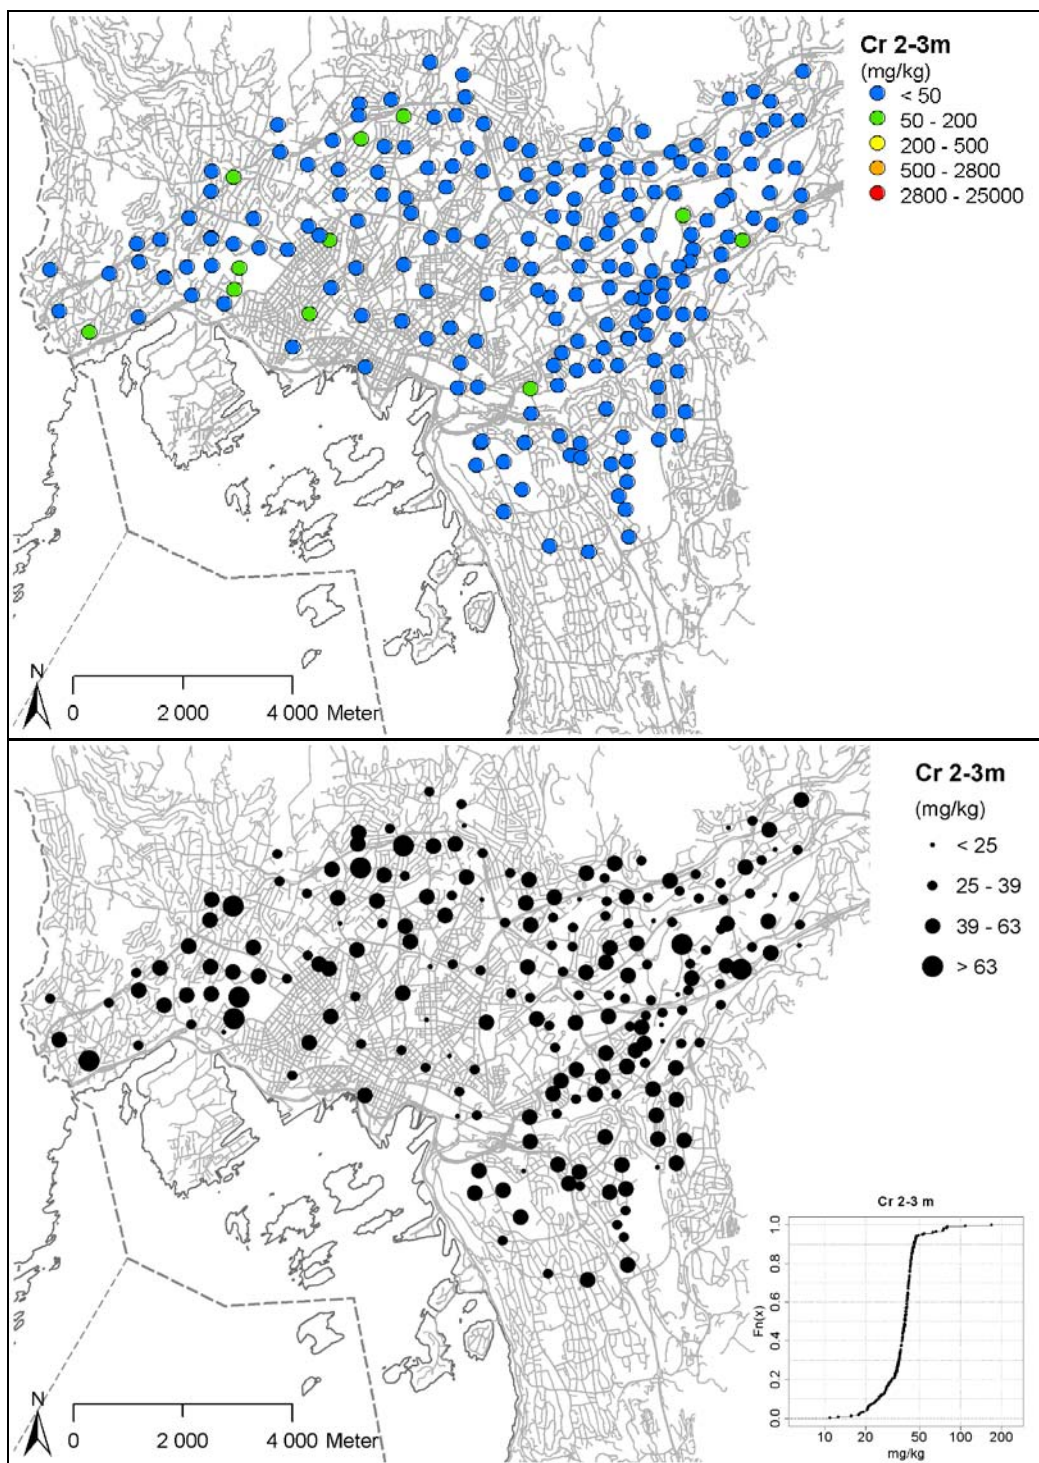 Cr 2-3m
(mg/kg)
< 50
50 - 200
200 - 500
500 - 2800
2800 - 25000
N
0 2 000 4 000 Meter
Cr 2-3m
(mg/kg)
< 25
25 - 39
39 - 63
> 63
N
0 2 000 4 000 Meter
Cr 2-3 m
Fn(x)
1.0
0.8
0.6
0.4
0.2
0.0
10 20 50 100 200
mg/kg